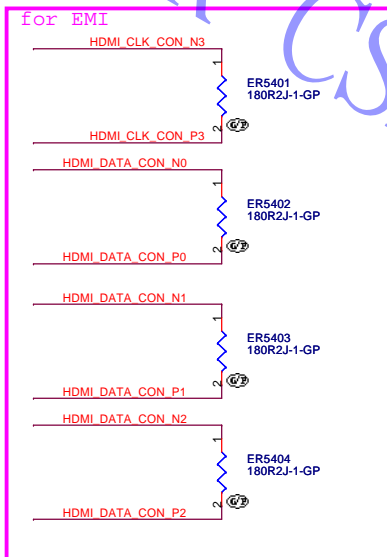 for EMI
HDMI_CLK_CON_N3
1
ER5401
180R2J-1-GP
2 G/P
HDMI_CLK_CON_P3
HDMI_DATA_CON_N0
1
ER5402
180R2J-1-GP
2 G/P
HDMI_DATA_CON_P0
HDMI_DATA_CON_N1
1
ER5403
180R2J-1-GP
2 G/P
HDMI_DATA_CON_P1
HDMI_DATA_CON_N2
1
ER5404
180R2J-1-GP
2 G/P
HDMI_DATA_CON_P2